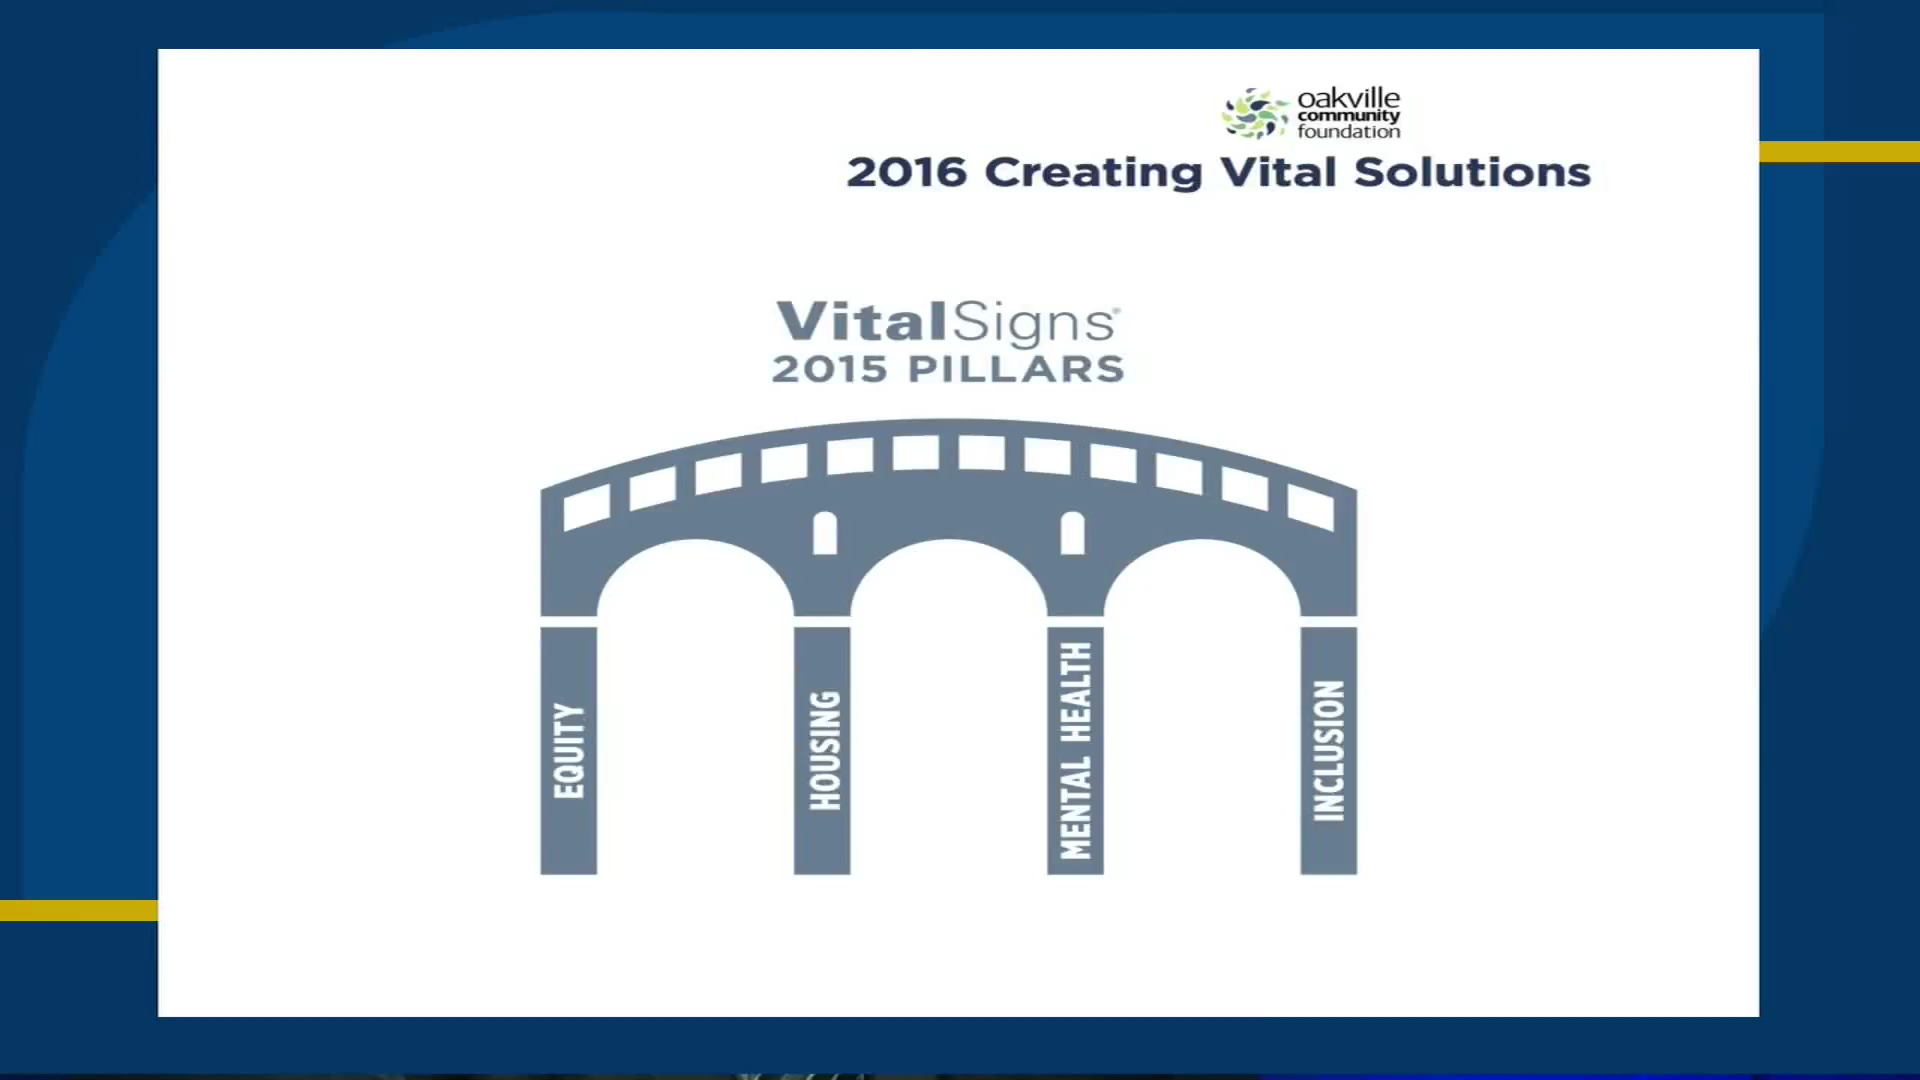 oakville
community
foundation
2016 Creating Vital Solutions
VitalSigns®
2015 PILLARS
EQUITY
HOUSING
MENTAL HEALTH
INCLUSION